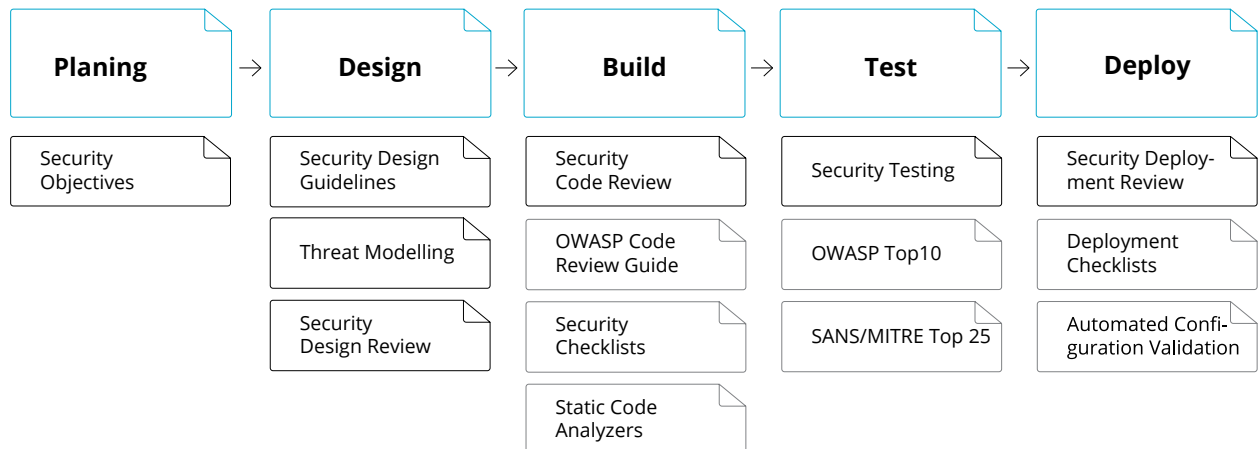 Planing
Design
Build
Test
Deploy
Security
Objectives
Security Design
Guidelines
Threat Modelling
Security
Design Review
Security
Code Review
OWASP Code
Review Guide
Security
Checklists
Static Code
Analyzers
Security Testing
OWASP Top10
SANS/MITRE Top 25
Security Deploy-
ment Review
Deployment
Checklists
Automated Confi-
guration Validation